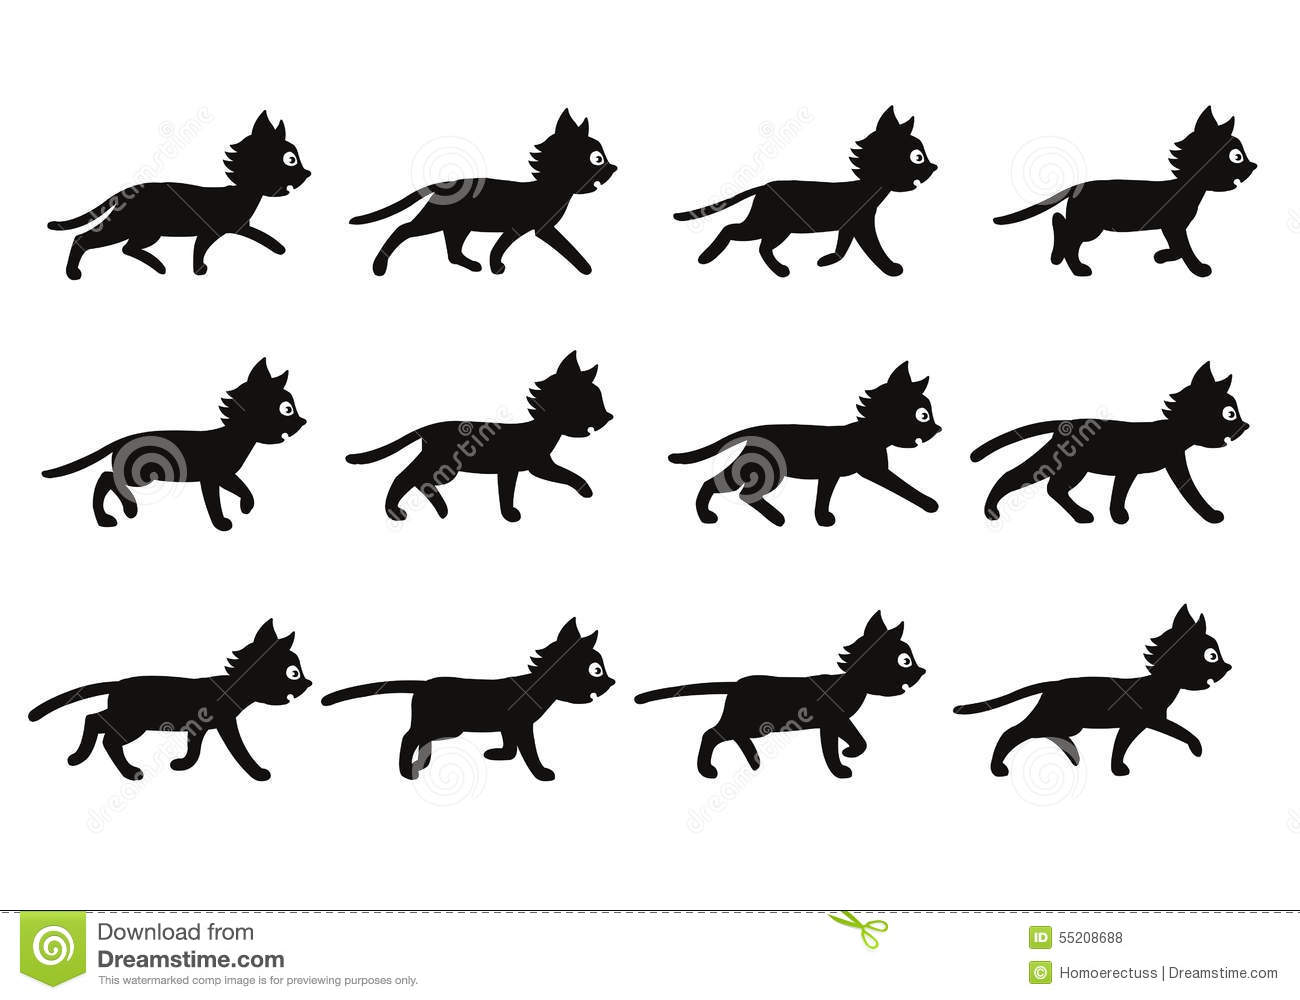 Download from
Dreamstime.com
This watermarked comp image is for previewing purposes only.
ID 55208688
© Homoerectuss | Dreamstime.com